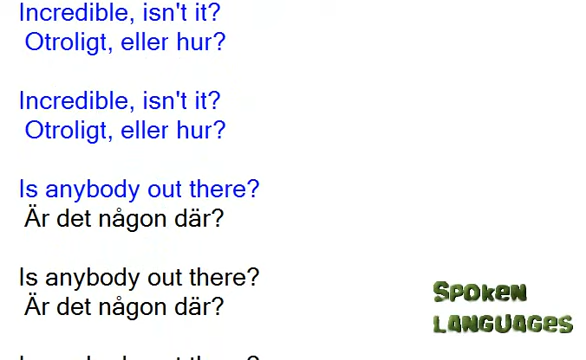 Incredible, isn't it?
Otroligt, eller hur?
Incredible, isn't it?
Otroligt, eller hur?
Is anybody out there?
Är det någon där?
Is anybody out there?
Är det någon där?
Spoken
Languages